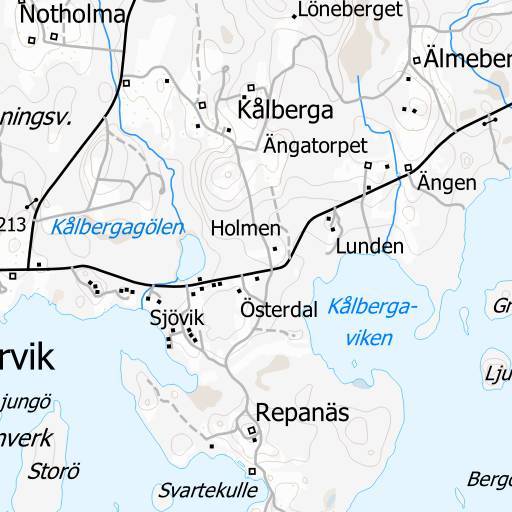 Löneberget
Notholma
Älmeber
Kålberga
ningsv.
Ängatorpet
Ängen
213
Kålbergagölen
Holmen
Lunden
Österdal
Kålberga-
viken
Gr
Sjövik
rvik
Lju
jungö
Repanäs
nverk
Storö
Svartekulle
Bergö